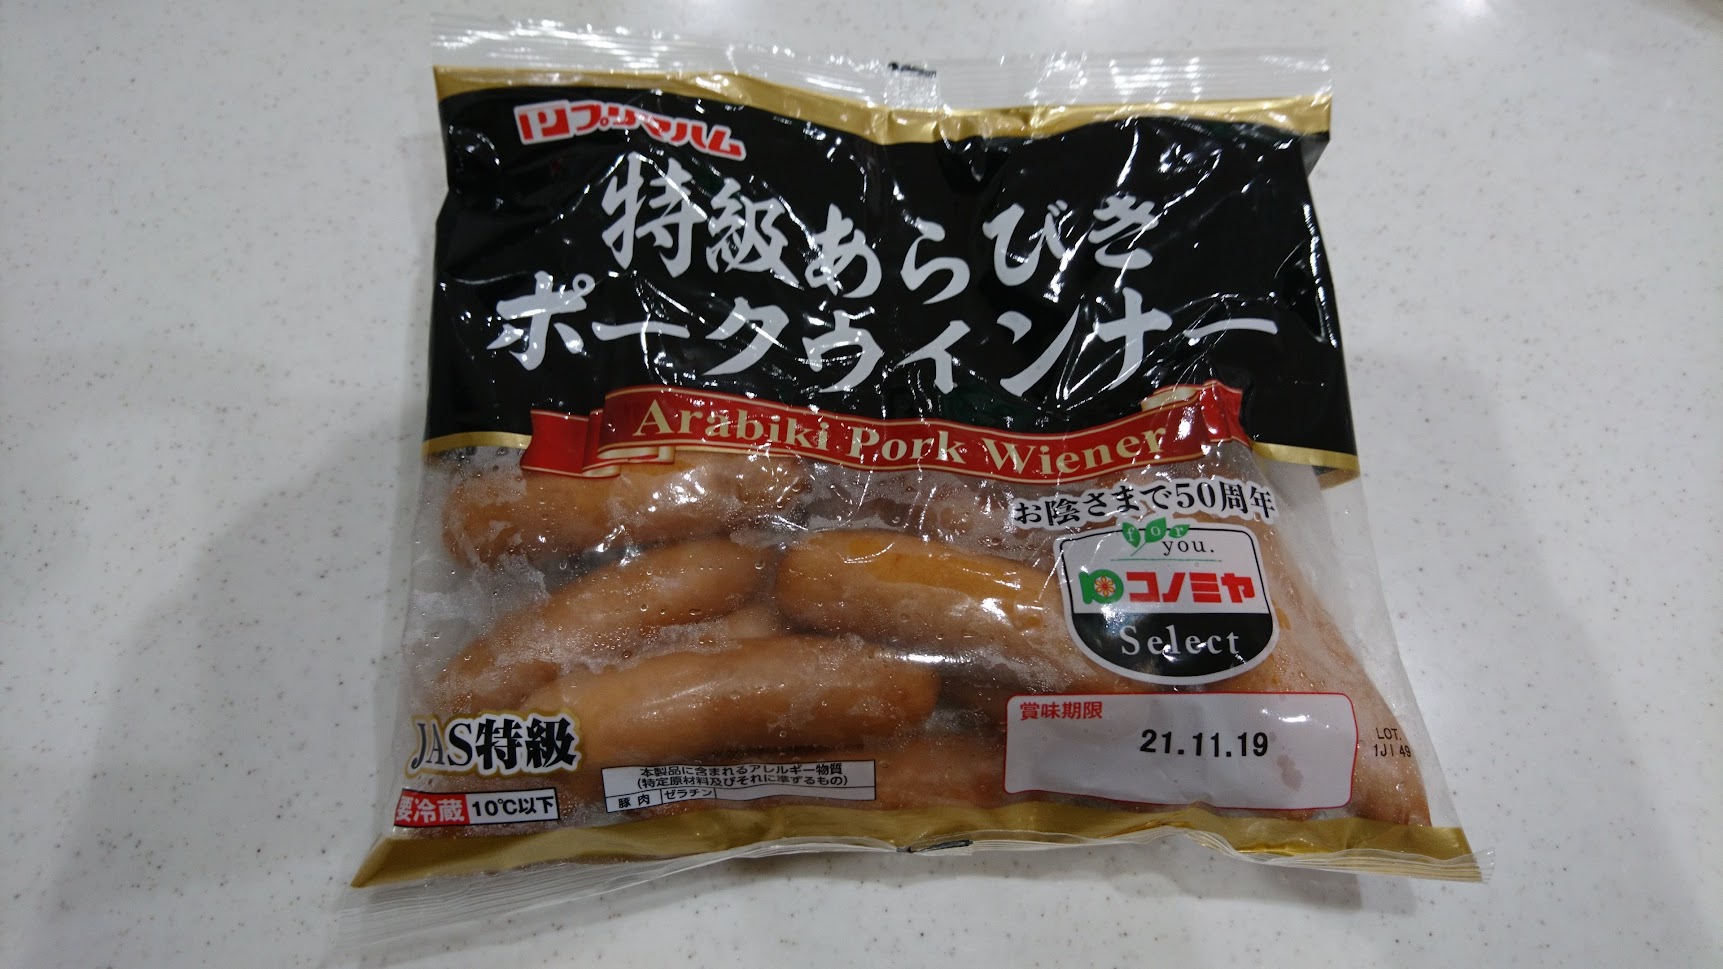 プリマハム
特級あらびき
ポークウインナー
Arabiki Pork Wiener
お陰さまで50周年
for
you.
コノミヤ
Select
賞味期限
21.11.19
LOT.
1J1 49
JAS特級
本製品に含まれるアレルギー物質
(特定原材料及びそれに準ずるもの)
豚肉 ゼラチン
要冷蔵 10℃以下